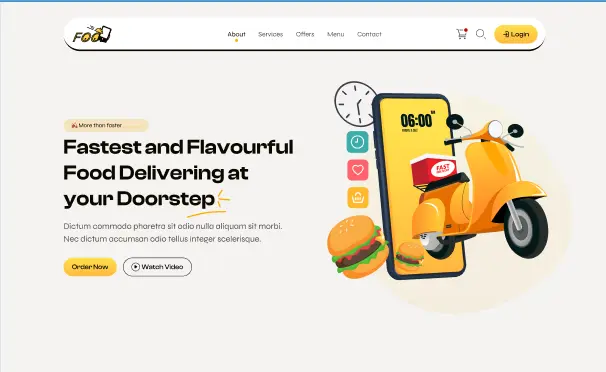 FOOD
About
Services
Offers
Menu
Contact
Login
More than faster
Fastest and Flavourful
Food Delivering at
your Doorstep
Dictum commodo pharetra sit odio nulla aliquam sit morbi.
Nec dictum accumsan odio tellus integer scelerisque.
Order Now
Watch Video
06:00
FAST